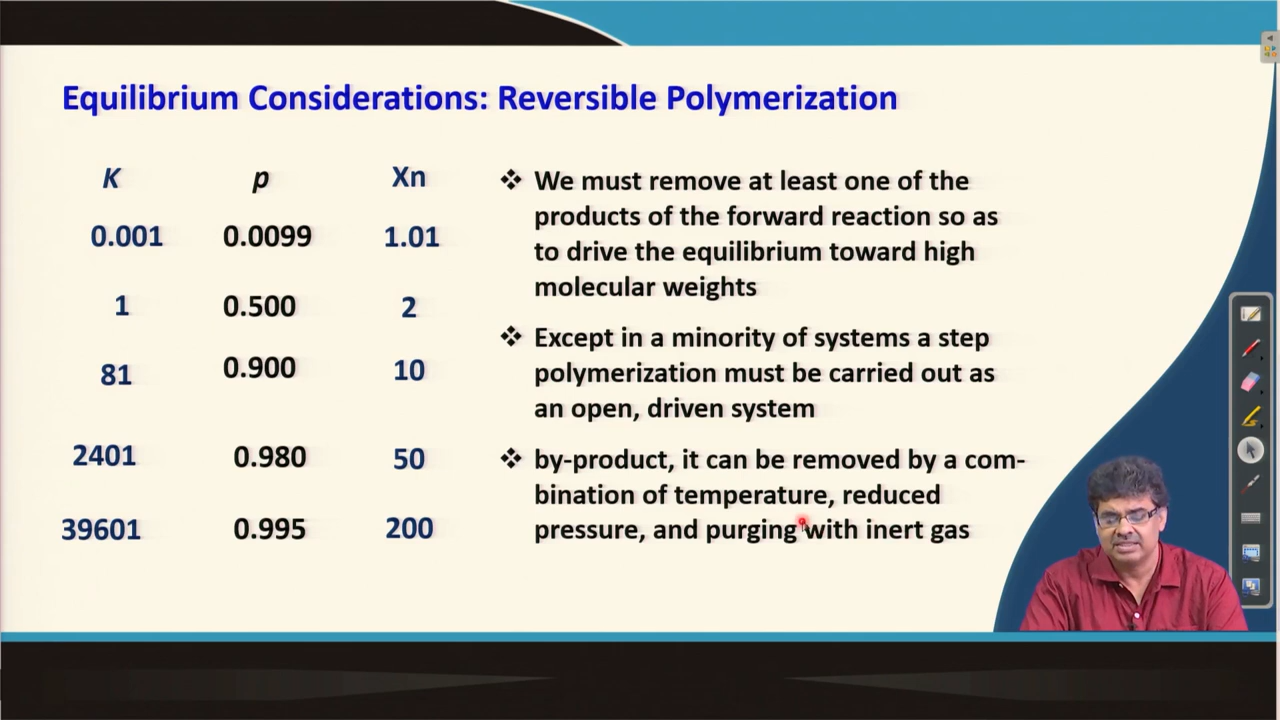 Equilibrium Considerations: Reversible Polymerization
K p Xn
0.001 0.0099 1.01
1 0.500 2
81 0.900 10
2401 0.980 50
39601 0.995 200
❖ We must remove at least one of the
products of the forward reaction so as
to drive the equilibrium toward high
molecular weights
❖ Except in a minority of systems a step
polymerization must be carried out as
an open, driven system
❖ by-product, it can be removed by a com-
bination of temperature, reduced
pressure, and purging with inert gas